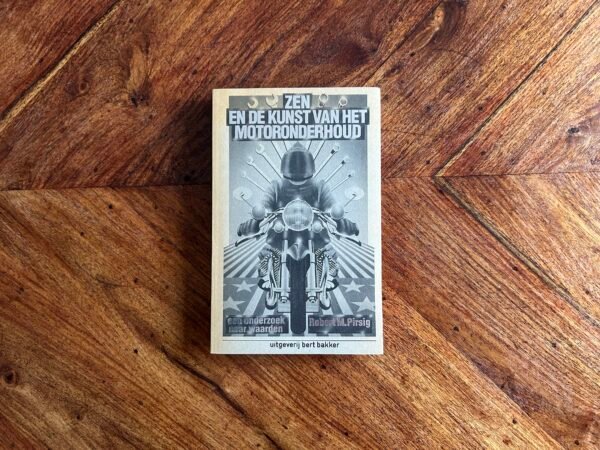 ZEN
EN DE KUNST VAN HET
MOTORONDERHOUD
een onderzoek
naar waarden
Robert M. Pirsig
uitgeverij bert bakker